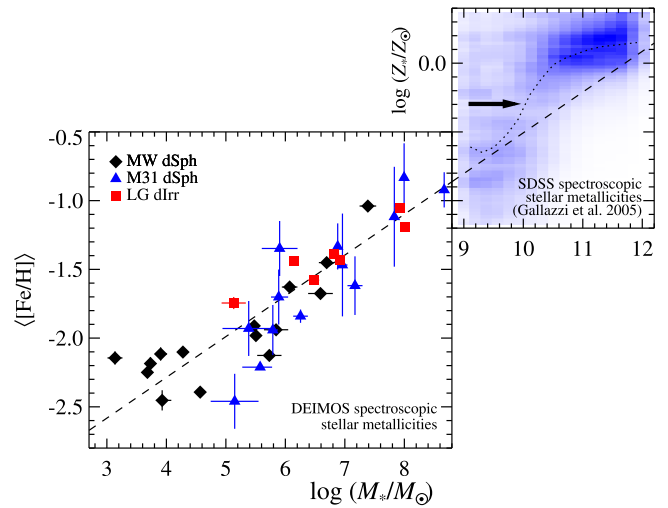 log (Z*/Z☉)
0.0
SDSS spectroscopic
stellar metallicities
(Gallazzi et al. 2005)
9 10 11 12
MW dSph
M31 dSph
LG dIrr
⟨[Fe/H]⟩
-0.5
-1.0
-1.5
-2.0
-2.5
DEIMOS spectroscopic
stellar metallicities
3 4 5 6 7 8
log (M*/M☉)